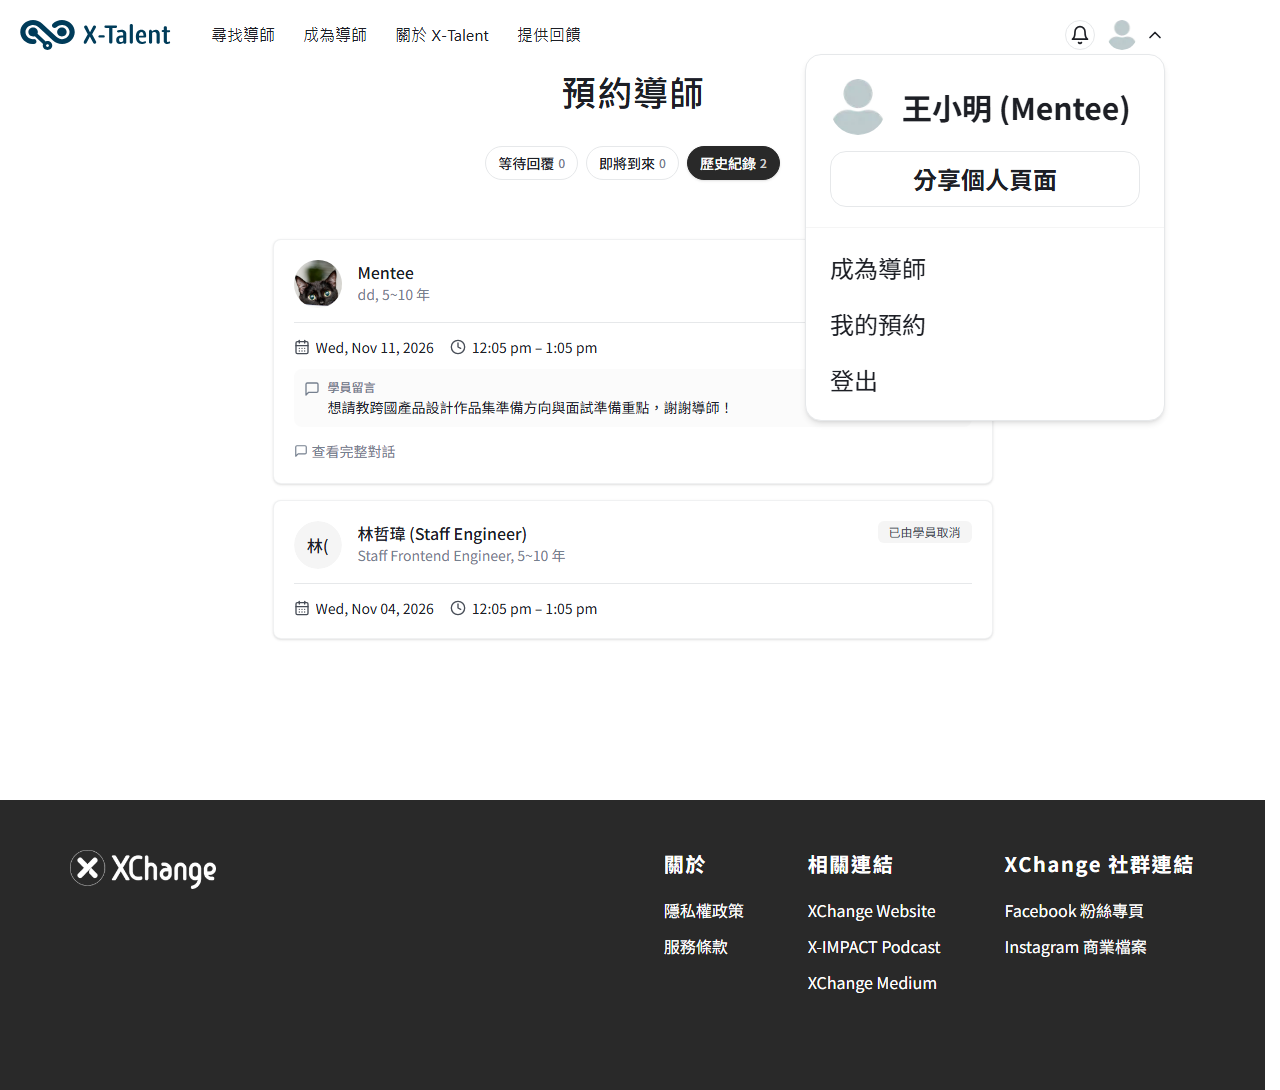 X-Talent
尋找導師
成為導師
關於 X-Talent
提供回饋
預約導師
等待回覆 0
即將到來 0
歷史紀錄 2
王小明 (Mentee)
分享個人頁面
成為導師
我的預約
登出
Mentee
dd, 5~10 年
Wed, Nov 11, 2026
12:05 pm – 1:05 pm
學員留言
想請教跨國產品設計作品集準備方向與面試準備重點，謝謝導師！
查看完整對話
林(
林哲瑋 (Staff Engineer)
Staff Frontend Engineer, 5~10 年
已由學員取消
Wed, Nov 04, 2026
12:05 pm – 1:05 pm
XChange
關於
隱私權政策
服務條款
相關連結
XChange Website
X-IMPACT Podcast
XChange Medium
XChange 社群連結
Facebook 粉絲專頁
Instagram 商業檔案